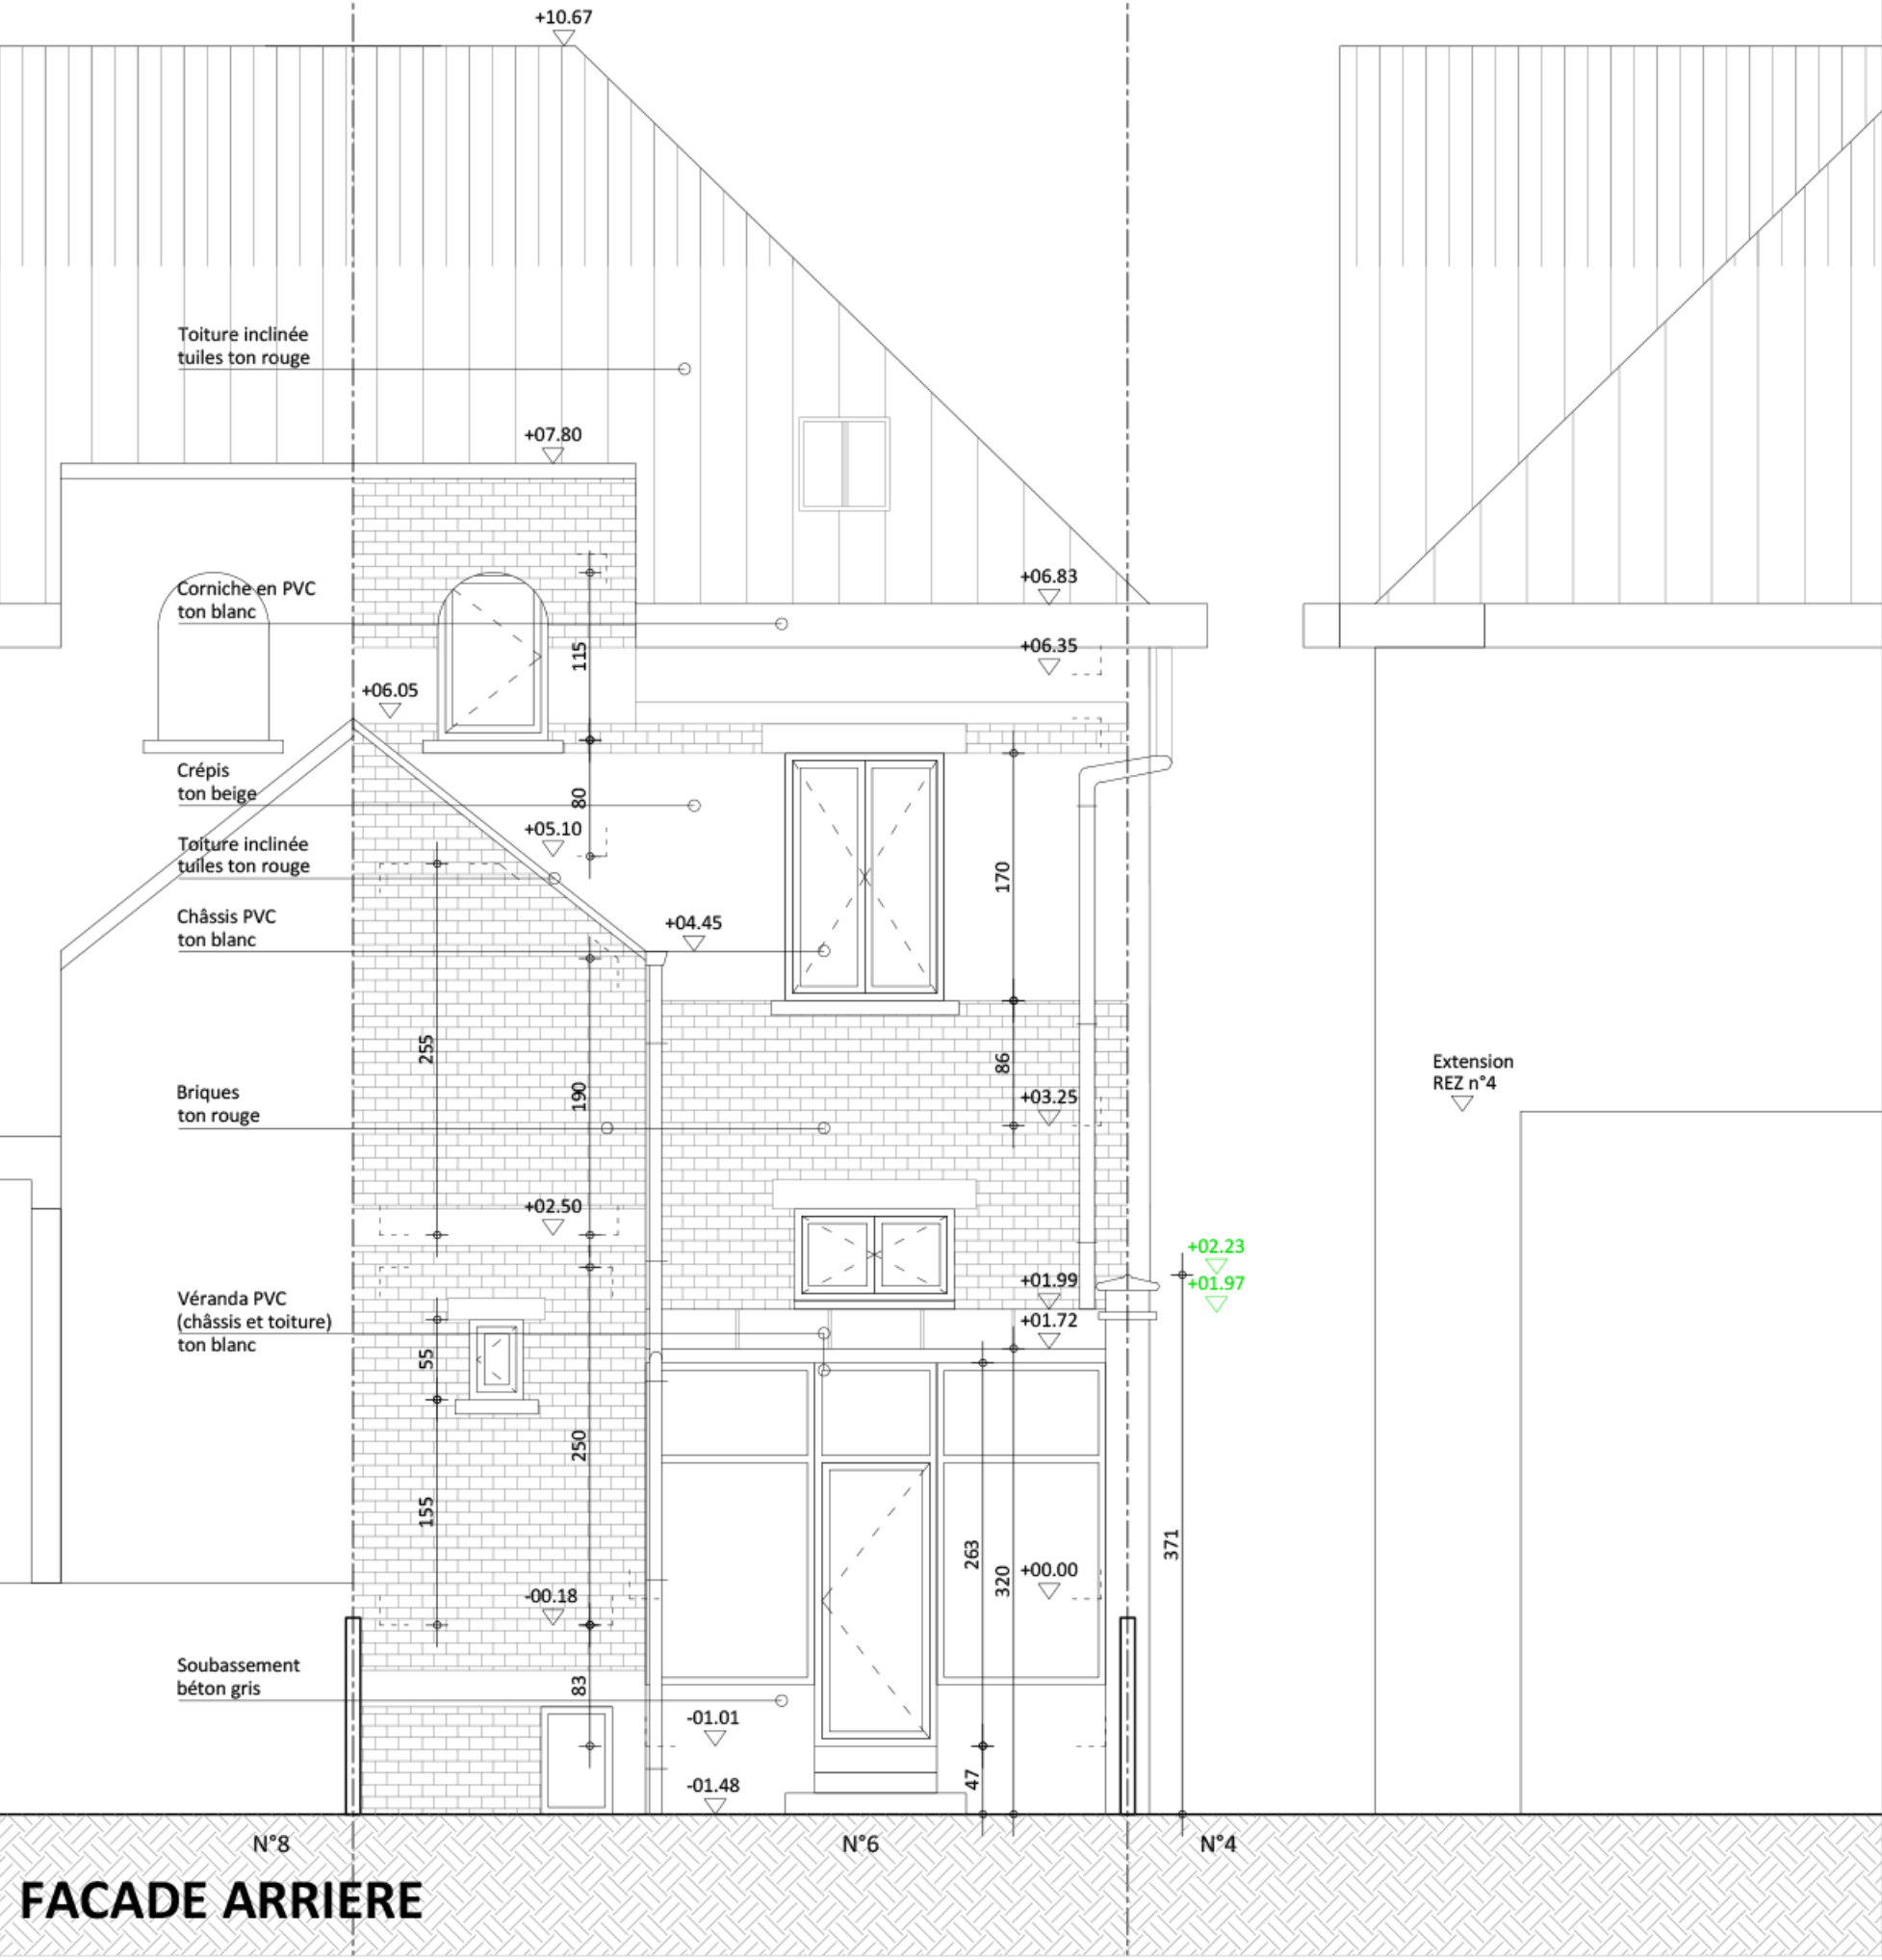 +10.67
Toiture inclinée
tuiles ton rouge
+07.80
Corniche en PVC
ton blanc
+06.83
+06.35
115
+06.05
Crépis
ton beige
80
+05.10
Toiture inclinée
tuiles ton rouge
170
Châssis PVC
ton blanc
+04.45
255
86
Extension
REZ n°4
190
Briques
ton rouge
+03.25
+02.50
+02.23
+01.99
+01.97
Véranda PVC
(châssis et toiture)
ton blanc
+01.72
55
250
155
263
320
371
+00.00
-00.18
Soubassement
béton gris
83
-01.01
47
-01.48
N°8
N°6
N°4
FACADE ARRIERE